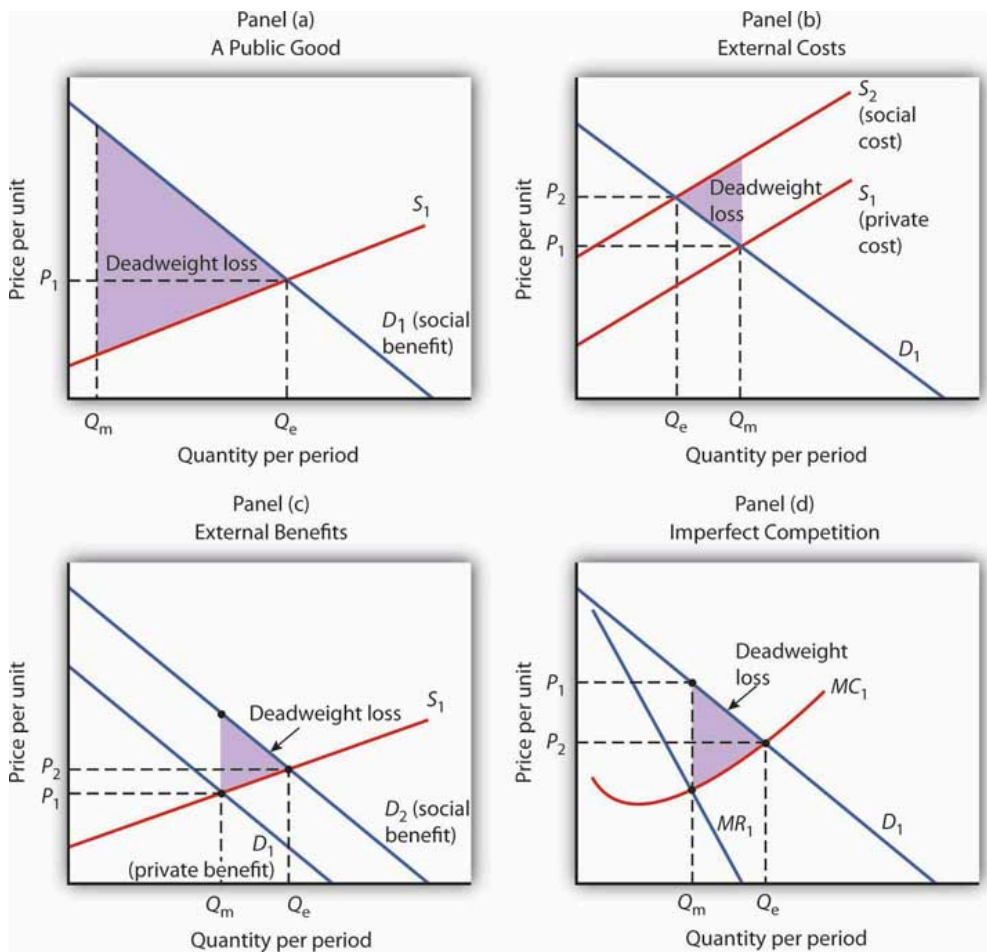 Panel (a)
A Public Good
Price per unit
P1
Deadweight loss
S1
D1 (social
benefit)
Qm
Qe
Quantity per period
Panel (b)
External Costs
Price per unit
P2
P1
Deadweight
loss
S2
(social
cost)
S1
(private
cost)
D1
Qe
Qm
Quantity per period
Panel (c)
External Benefits
Price per unit
P2
P1
Deadweight loss
S1
D2 (social
benefit)
D1
(private benefit)
Qm
Qe
Quantity per period
Panel (d)
Imperfect Competition
Price per unit
P1
P2
Deadweight
loss
MC1
MR1
D1
Qm
Qe
Quantity per period